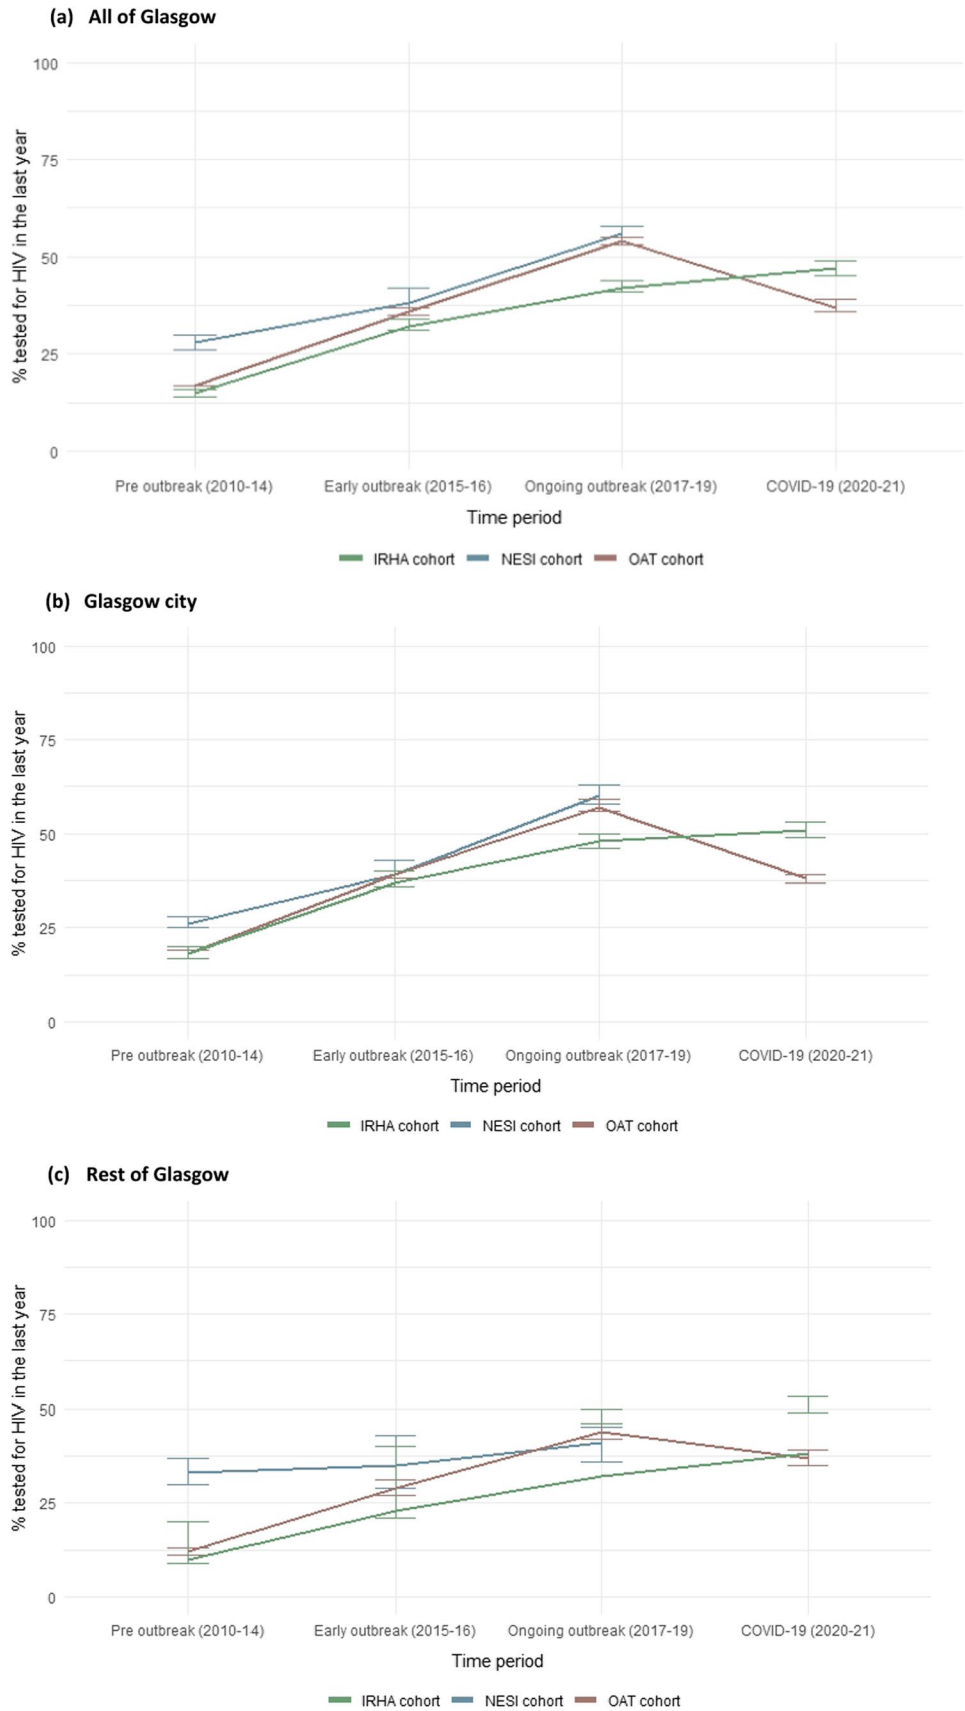 (a) All of Glasgow
100
75
50
25
0
% tested for HIV in the last year
Pre outbreak (2010-14) Early outbreak (2015-16) Ongoing outbreak (2017-19) COVID-19 (2020-21)
Time period
IRHA cohort NESI cohort OAT cohort
(b) Glasgow city
100
75
50
25
0
% tested for HIV in the last year
Pre outbreak (2010-14) Early outbreak (2015-16) Ongoing outbreak (2017-19) COVID-19 (2020-21)
Time period
IRHA cohort NESI cohort OAT cohort
(c) Rest of Glasgow
100
75
50
25
0
% tested for HIV in the last year
Pre outbreak (2010-14) Early outbreak (2015-16) Ongoing outbreak (2017-19) COVID-19 (2020-21)
Time period
IRHA cohort NESI cohort OAT cohort